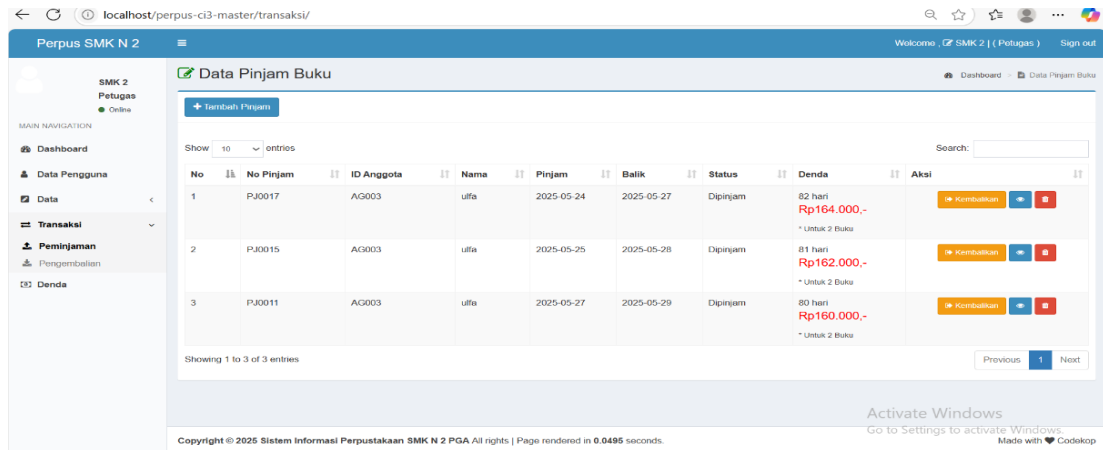 localhost/perpus-ci3-master/transaksi/
Perpus SMK N 2
Welcome , SMK 2 | ( Petugas ) Sign out
SMK 2
Petugas
Online
MAIN NAVIGATION
Dashboard
Data Pengguna
Data
Transaksi
Peminjaman
Pengembalian
Denda
Data Pinjam Buku
Dashboard > Data Pinjam Buku
+ Tambah Pinjam
Show 10 entries
Search:
No No Pinjam ID Anggota Nama Pinjam Balik Status Denda Aksi
1 PJ0017 AG003 ulfa 2025-05-24 2025-05-27 Dipinjam 82 hari Kembalikan
Rp164.000,-
* Untuk 2 Buku
2 PJ0015 AG003 ulfa 2025-05-25 2025-05-28 Dipinjam 81 hari Kembalikan
Rp162.000,-
* Untuk 2 Buku
3 PJ0011 AG003 ulfa 2025-05-27 2025-05-29 Dipinjam 80 hari Kembalikan
Rp160.000,-
* Untuk 2 Buku
Showing 1 to 3 of 3 entries
Previous 1 Next
Activate Windows
Go to Settings to activate Windows.
Copyright © 2025 Sistem Informasi Perpustakaan SMK N 2 PGA All rights | Page rendered in 0.0495 seconds.
Made with ♥ Codekop